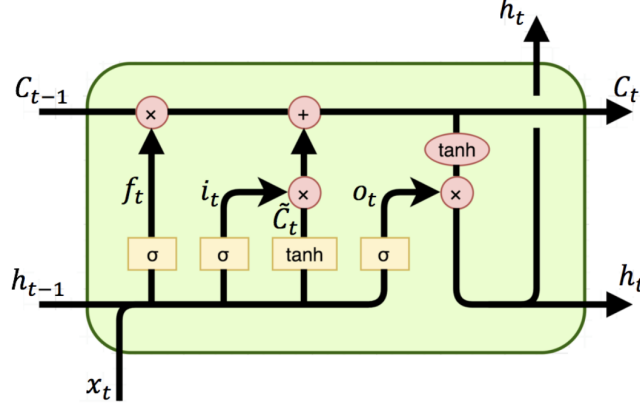 h_t
C_{t-1}
×
+
C_t
tanh
f_t
i_t
×
o_t
×
C̃_t
σ
σ
tanh
σ
h_{t-1}
h_t
x_t